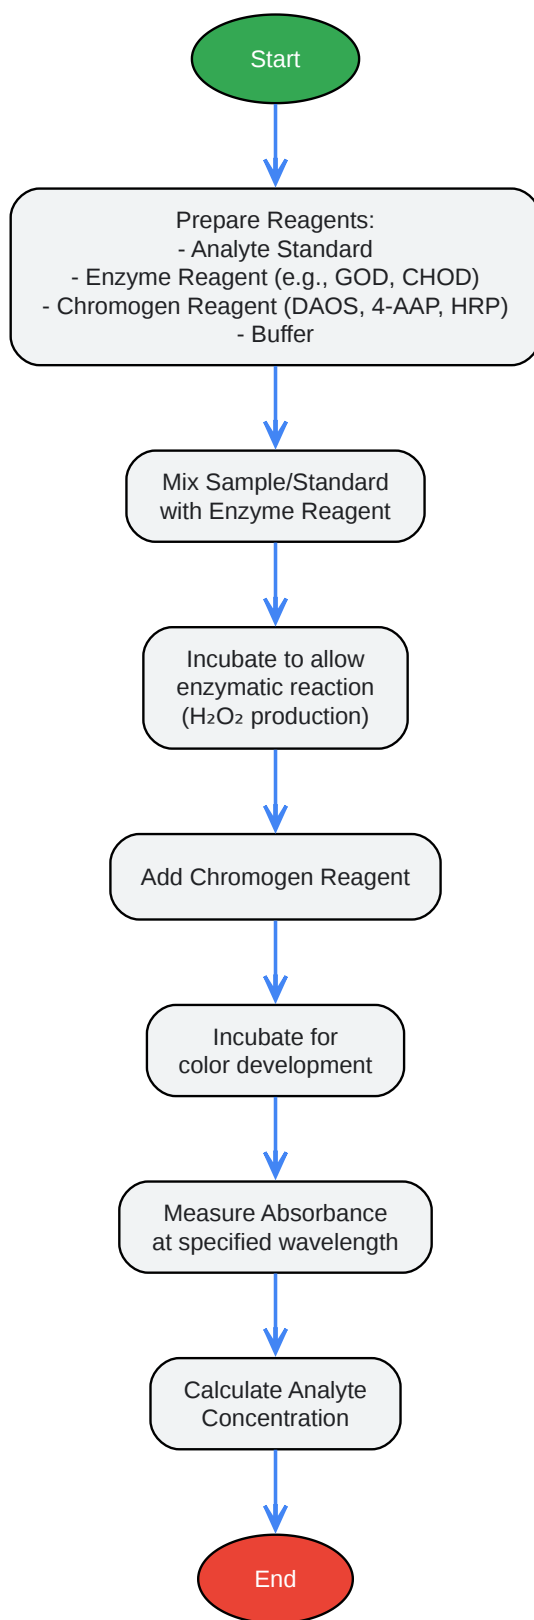 Start
Prepare Reagents:
- Analyte Standard
- Enzyme Reagent (e.g., GOD, CHOD)
- Chromogen Reagent (DAOS, 4-AAP, HRP)
- Buffer
Mix Sample/Standard
with Enzyme Reagent
Incubate to allow
enzymatic reaction
(H₂O₂ production)
Add Chromogen Reagent
Incubate for
color development
Measure Absorbance
at specified wavelength
Calculate Analyte
Concentration
End